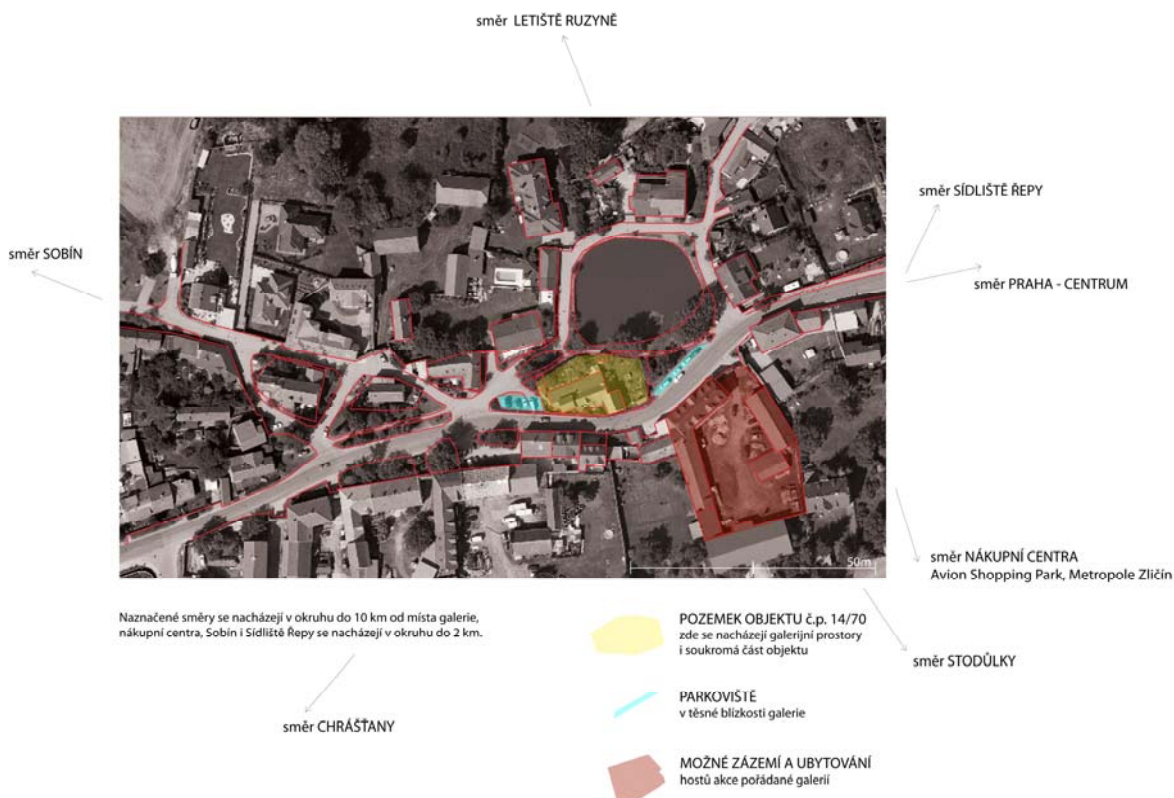 směr LETIŠTĚ RUZYNĚ
směr SÍDLIŠTĚ ŘEPY
směr SOBÍN
směr PRAHA - CENTRUM
směr NÁKUPNÍ CENTRA
Avion Shopping Park, Metropole Zličín
50m
Naznačené směry se nacházejí v okruhu do 10 km od místa galerie,
nákupní centra, Sobín i Sídliště Řepy se nacházejí v okruhu do 2 km.
POZEMEK OBJEKTU č.p. 14/70
zde se nacházejí galerijní prostory
i soukromá část objektu
směr STODŮLKY
PARKOVIŠTĚ
v těsné blízkosti galerie
směr CHRÁŠŤANY
MOŽNÉ ZÁZEMÍ A UBYTOVÁNÍ
hostů akce pořádané galerií